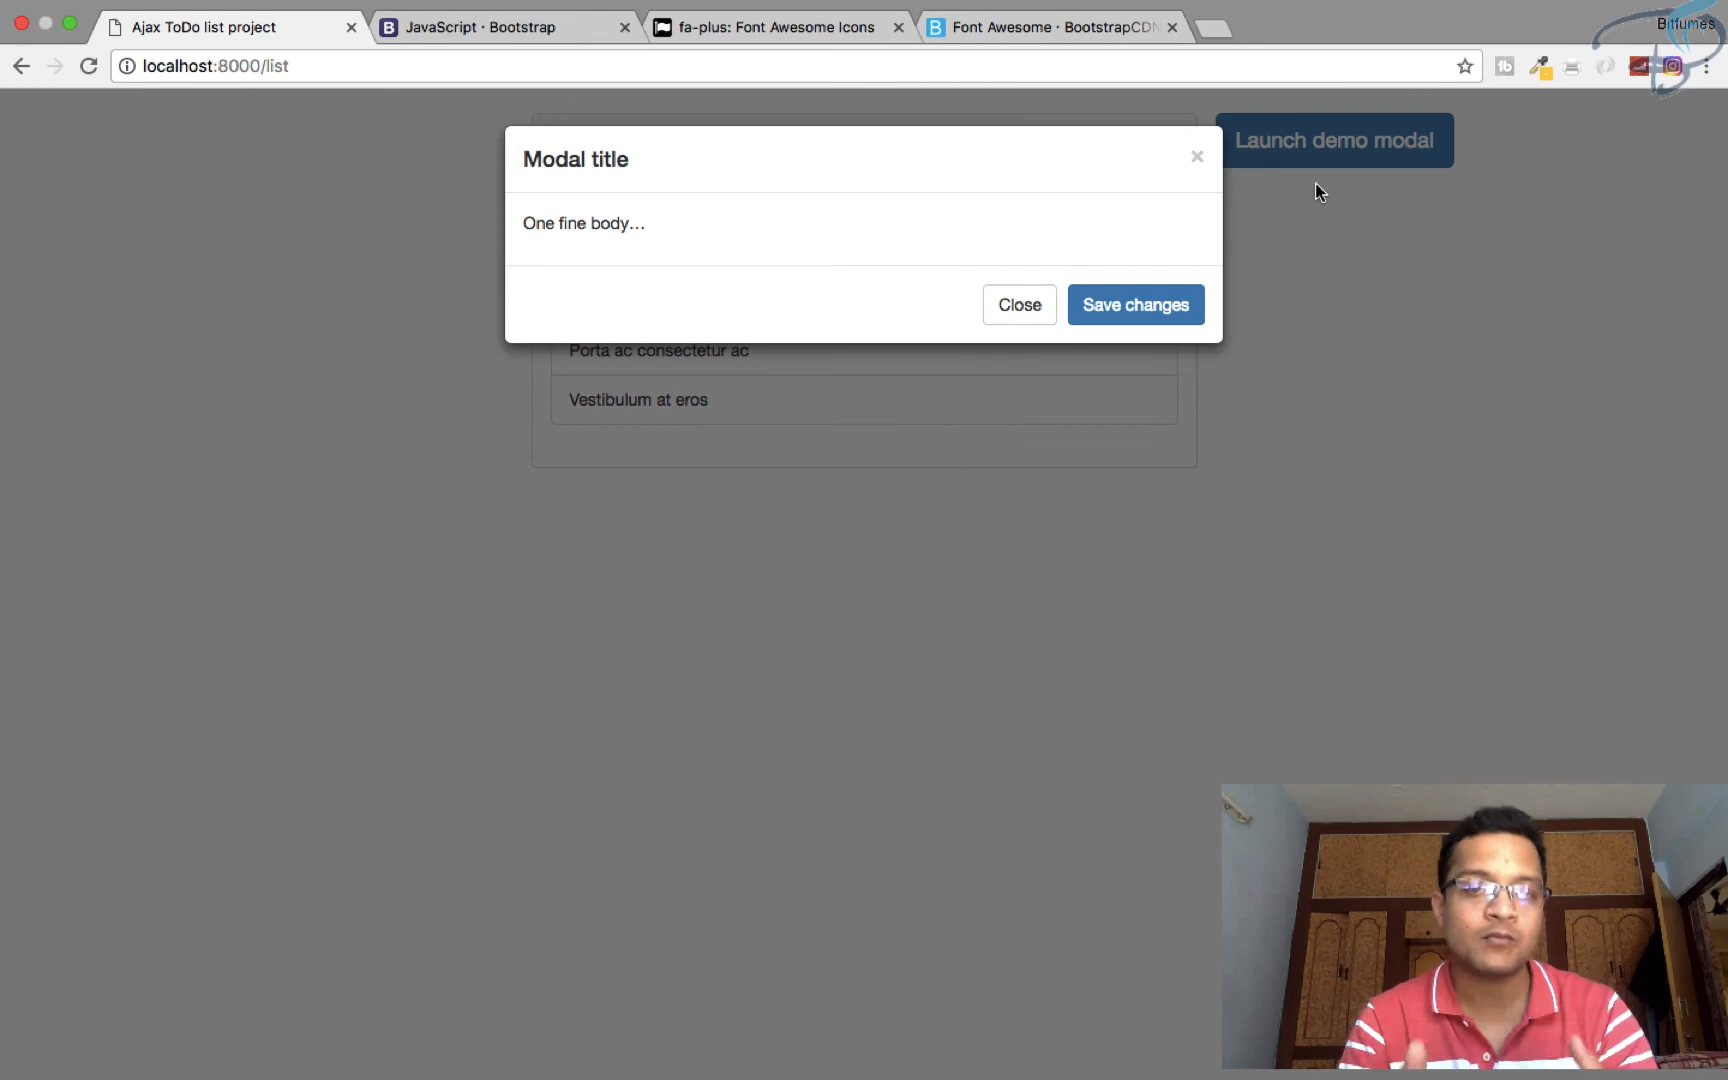 Ajax ToDo list project
JavaScript · Bootstrap
fa-plus: Font Awesome Icons
Font Awesome · BootstrapCDN
Bitfumes
localhost:8000/list
Launch demo modal
Modal title
One fine body...
Close
Save changes
Porta ac consectetur ac
Vestibulum at eros